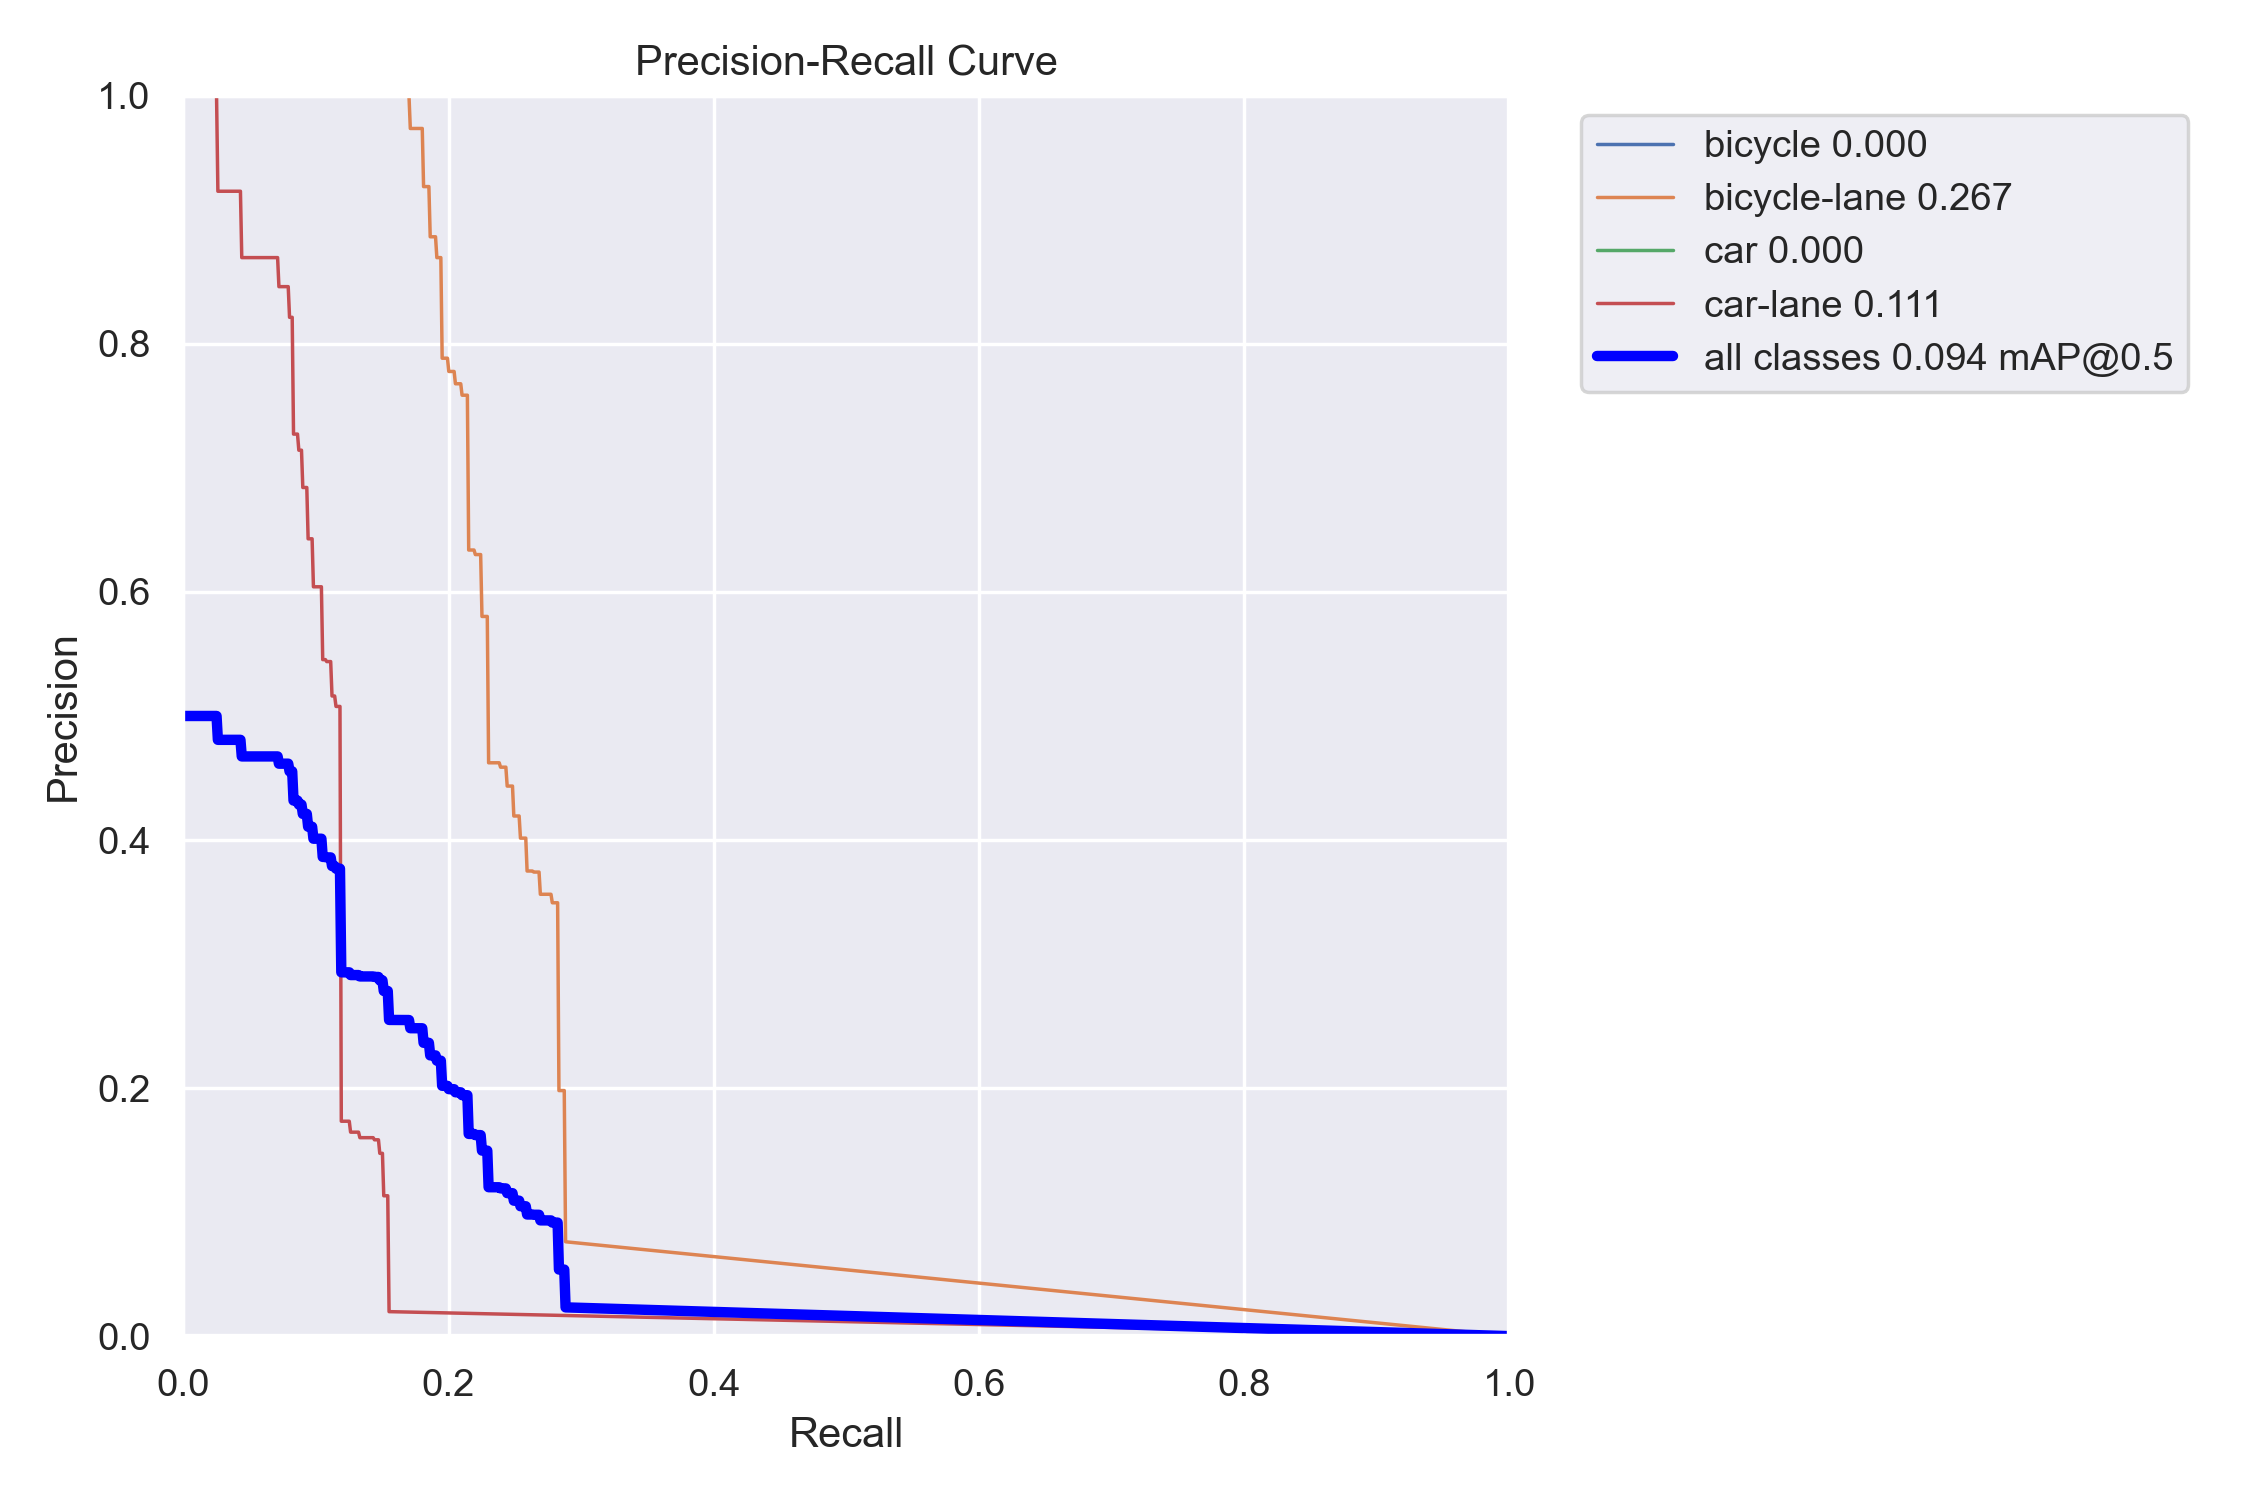 Precision-Recall Curve
1.0
0.8
0.6
0.4
0.2
0.0
Precision
0.0 0.2 0.4 0.6 0.8 1.0
Recall
bicycle 0.000
bicycle-lane 0.267
car 0.000
car-lane 0.111
all classes 0.094 mAP@0.5